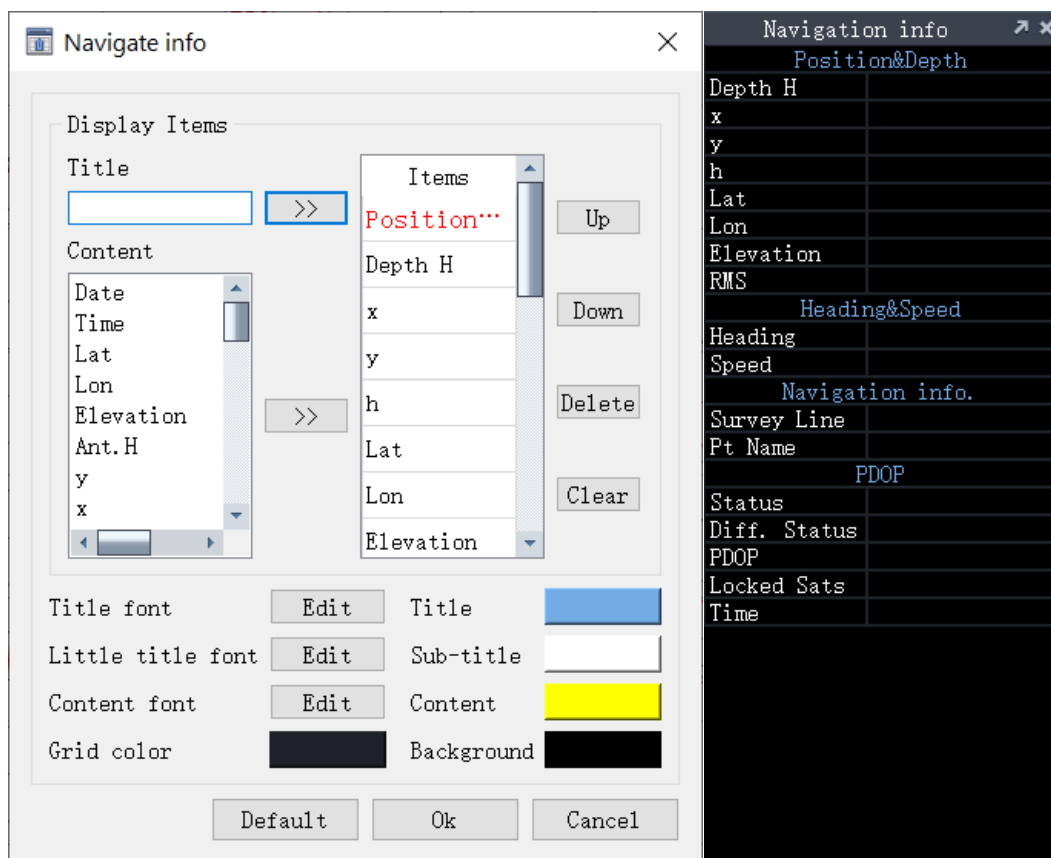 Navigate info
Display Items
Title
>>
Content
Date
Time
Lat
Lon
Elevation
Ant.H
y
x
>>
Items
Position…
Depth H
x
y
h
Lat
Lon
Elevation
Up
Down
Delete
Clear
Title font Edit Title
Little title font Edit Sub-title
Content font Edit Content
Grid color Background
Default Ok Cancel
Navigation info
Position&Depth
Depth H
x
y
h
Lat
Lon
Elevation
RMS
Heading&Speed
Heading
Speed
Navigation info.
Survey Line
Pt Name
PDOP
Status
Diff. Status
PDOP
Locked Sats
Time